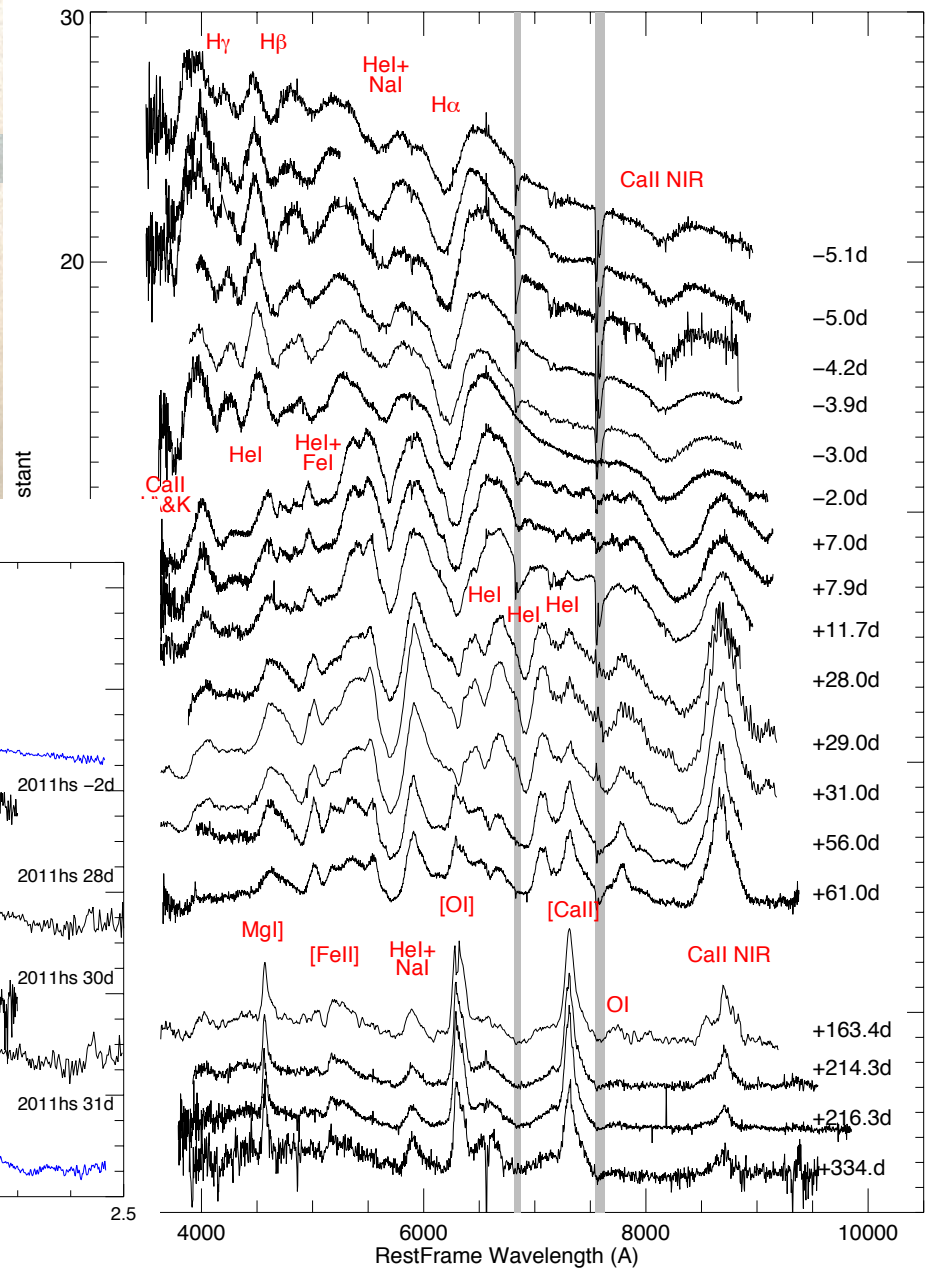 30
Hγ Hβ
HeI+
NaI
Hα
CaII NIR
20
−5.1d
−5.0d
−4.2d
−3.9d
−3.0d
−2.0d
HeI
HeI+
FeI
stant
CaII
&K
+7.0d
+7.9d
HeI
HeI
HeI
+11.7d
+28.0d
+29.0d
2011hs −2d
+31.0d
+56.0d
2011hs 28d
+61.0d
[OI]
[CaII]
MgI]
[FeII]
HeI+
NaI
CaII NIR
2011hs 30d
OI
+163.4d
+214.3d
2011hs 31d
+216.3d
+334.d
2.5
4000 6000 8000 10000
RestFrame Wavelength (A)